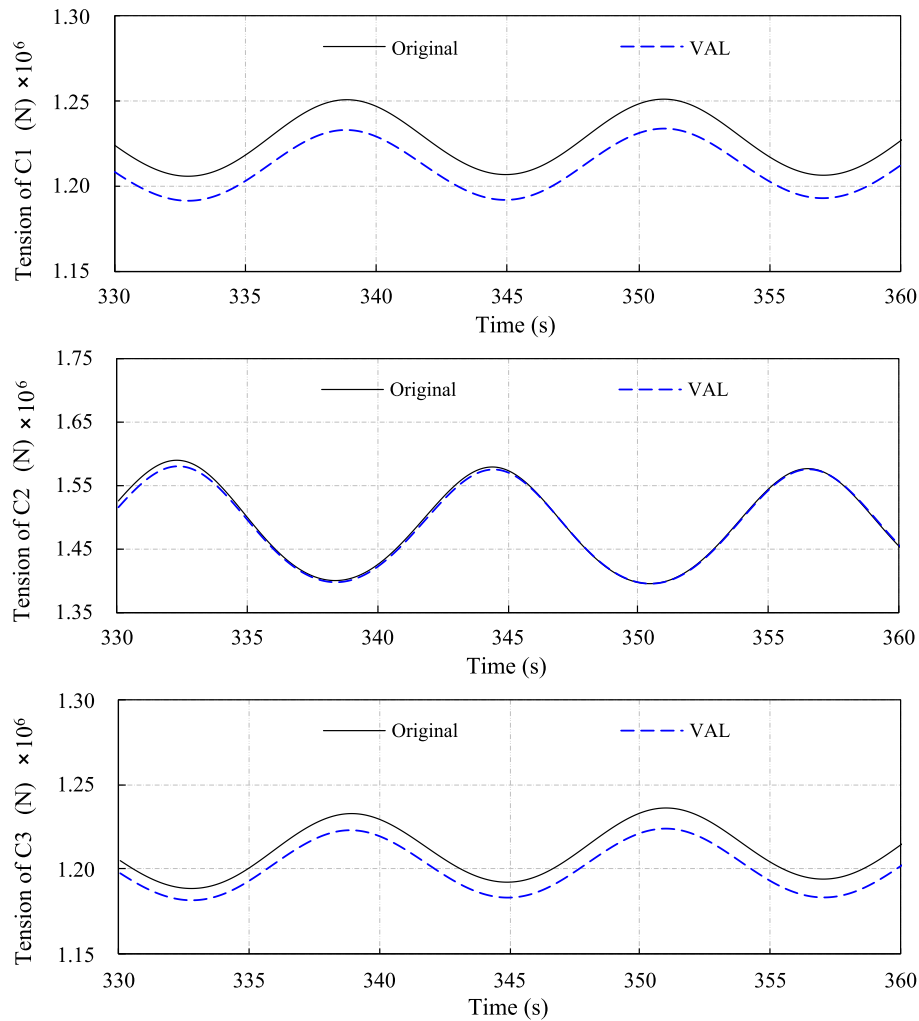 Tension of C1 (N) ×10⁶
1.30
1.25
1.20
1.15
Original
VAL
330 335 340 345 350 355 360
Time (s)
Tension of C2 (N) ×10⁶
1.75
1.65
1.55
1.45
1.35
Original
VAL
330 335 340 345 350 355 360
Time (s)
Tension of C3 (N) ×10⁶
1.30
1.25
1.20
1.15
Original
VAL
330 335 340 345 350 355 360
Time (s)